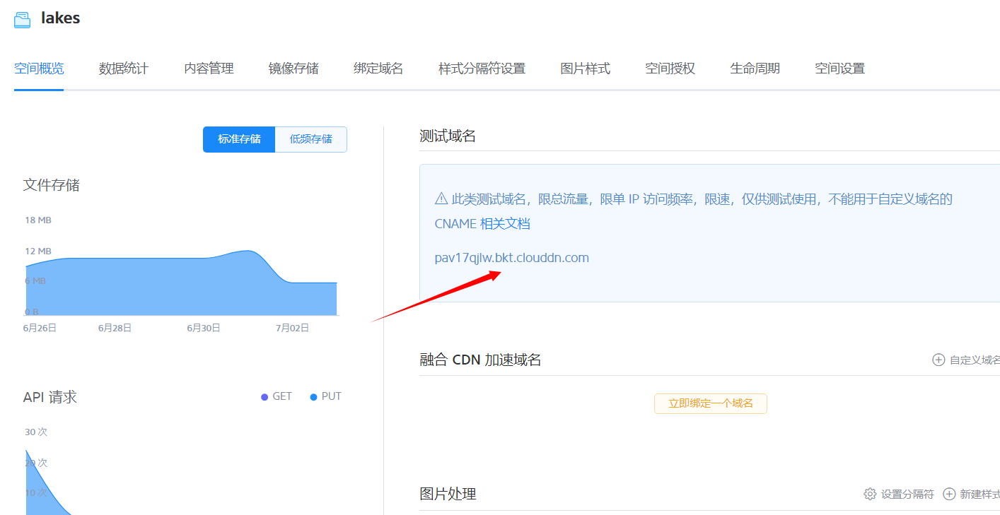 lakes
空间概览 数据统计 内容管理 镜像存储 绑定域名 样式分隔符设置 图片样式 空间授权 生命周期 空间设置
标准存储 低频存储
文件存储
18 MB
12 MB
6 MB
0 B
6月26日 6月28日 6月30日 7月02日
API 请求 GET PUT
30 次
20 次
10 次
测试域名
此类测试域名，限总流量，限单 IP 访问频率，限速，仅供测试使用，不能用于自定义域名的
CNAME 相关文档
pav17qjlw.bkt.clouddn.com
融合 CDN 加速域名 自定义域名
立即绑定一个域名
图片处理 设置分隔符 新建样式